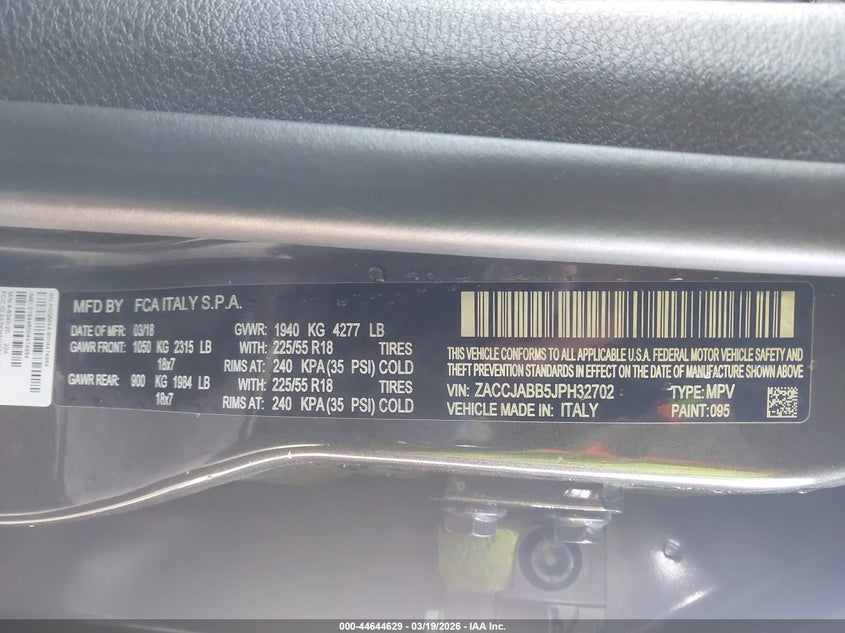 MFD BY FCA ITALY S.P.A.
DATE OF MFR: 03/18 GVWR: 1940 KG 4277 LB
GAWR FRONT: 1050 KG 2315 LB WITH: 225/55 R18 TIRES
18x7 RIMS AT: 240 KPA (35 PSI) COLD
GAWR REAR: 900 KG 1984 LB WITH: 225/55 R18 TIRES
18x7 RIMS AT: 240 KPA (35 PSI) COLD
THIS VEHICLE CONFORMS TO ALL APPLICABLE U.S.A. FEDERAL MOTOR VEHICLE SAFETY AND
THEFT PREVENTION STANDARDS IN EFFECT ON THE DATE OF MANUFACTURE SHOWN ABOVE
VIN: ZACCJABB5JPH32702 TYPE: MPV
VEHICLE MADE IN: ITALY PAINT: 095
000-44644629 - 03/19/2026 - IAA Inc.